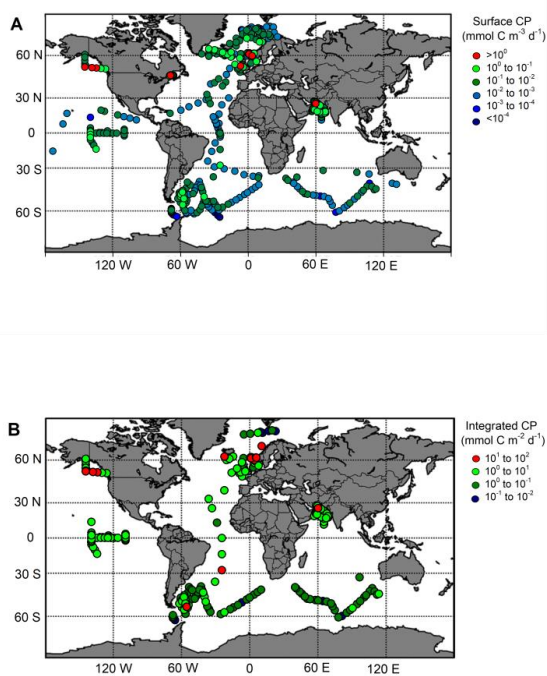 A
Surface CP
(mmol C m⁻³ d⁻¹)
>10⁰
10⁰ to 10⁻¹
10⁻¹ to 10⁻²
10⁻² to 10⁻³
10⁻³ to 10⁻⁴
<10⁻⁴
60 N
30 N
0
30 S
60 S
120 W 60 W 0 60 E 120 E
B
Integrated CP
(mmol C m⁻² d⁻¹)
10¹ to 10²
10⁰ to 10¹
10⁰ to 10⁻¹
10⁻¹ to 10⁻²
60 N
30 N
0
30 S
60 S
120 W 60 W 0 60 E 120 E